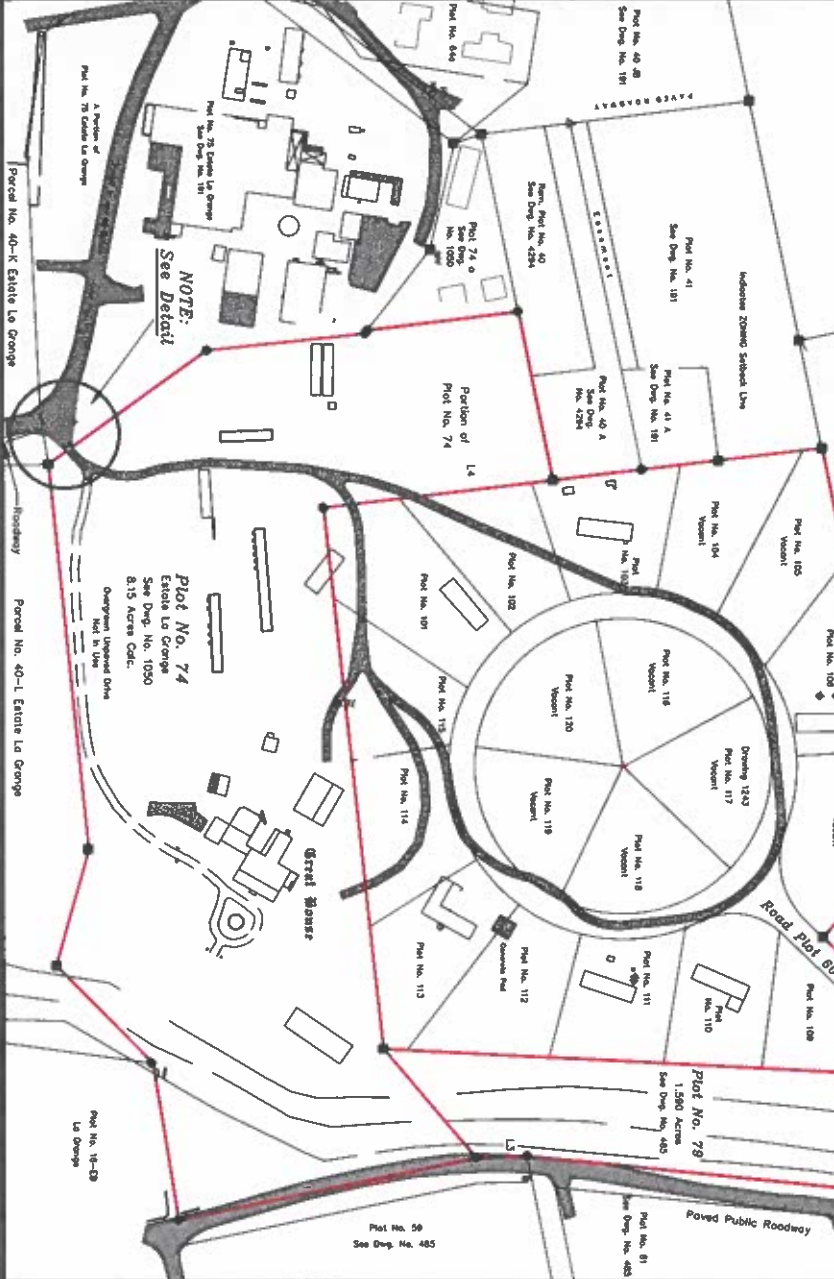 Plot No. 40 JB
See Dwg. No. 191
Plot No. 64a
PAVED ROADWAY
Indicates ZONING Setback Line
Plot No. 41
See Dwg. No. 191
Easement
Rem. Plot No. 40
See Dwg. No. 4294
Plot 74 a
See Dwg.
No. 1050
A Portion of
Plot No. 75 Estate La Grange
Plot No. 75 Estate La Grange
See Dwg. No. 191
Parcel No. 40-K Estate La Grange
NOTE:
See Detail
Plot No. 41 A
See Dwg. No. 191
Plot No. 40 A
See Dwg.
No. 4294
Portion of
Plot No. 74
L4
Plot No. 105
Vacant
Plot No. 104
Vacant
Plot
No. 103
Plot No. 102
Plot No. 101
Plot No. 106
Roadway
Parcel No. 40-L Estate La Grange
Plot No. 74
Estate La Grange
See Dwg. No. 1050
8.15 Acres Calc.
Overgrown Unpaved Drive
Not In Use
Plot No. 116
Vacant
Plot No. 120
Vacant
Plot No. 115
Drawing 1243
Plot No. 117
Vacant
Plot No. 119
Vacant
Plot No. 118
Vacant
Plot No. 114
Great House
Road Plot 60
Plot No. 113
Concrete Pad
Plot No. 112
Plot No. 111
Plot
No. 110
Plot No. 109
Plot No. 79
1.590 Acres
See Dwg. No. 485
L5
Plot No. 16-EB
La Grange
Plot No. 59
See Dwg. No. 485
Plot No. 81
See Dwg. No. 485
Paved Public Roadway